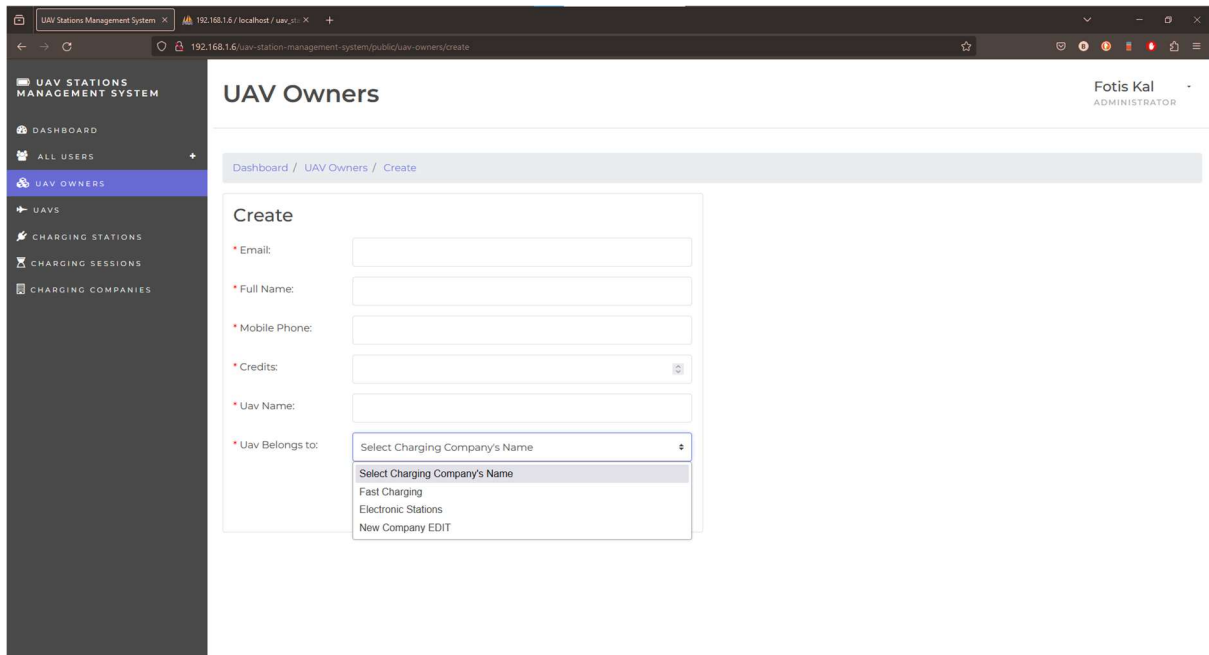 UAV Stations Management System
192.168.1.6 / localhost / uav_sta
192.168.1.6/uav-station-management-system/public/uav-owners/create
UAV STATIONS
MANAGEMENT SYSTEM
UAV Owners
Fotis Kal
ADMINISTRATOR
DASHBOARD
ALL USERS
UAV OWNERS
UAVS
CHARGING STATIONS
CHARGING SESSIONS
CHARGING COMPANIES
Dashboard / UAV Owners / Create
Create
* Email:
* Full Name:
* Mobile Phone:
* Credits:
* Uav Name:
* Uav Belongs to:
Select Charging Company's Name
Select Charging Company's Name
Fast Charging
Electronic Stations
New Company EDIT